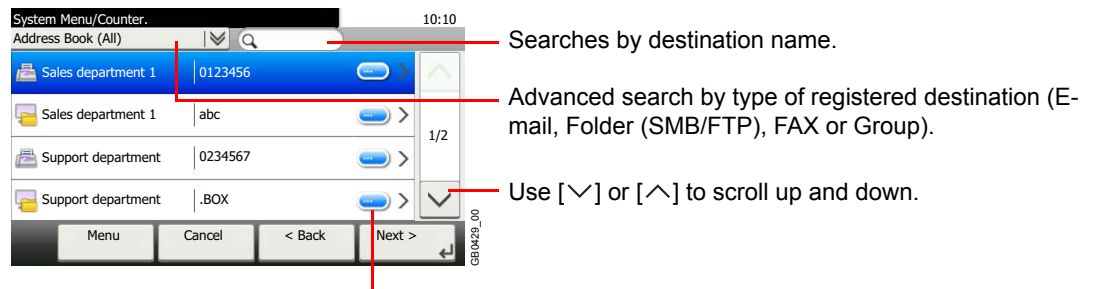 System Menu/Counter.
10:10
Address Book (All)
Searches by destination name.
Sales department 1 0123456
Advanced search by type of registered destination (E-
mail, Folder (SMB/FTP), FAX or Group).
Sales department 1 abc
1/2
Support department 0234567
Use [∨] or [∧] to scroll up and down.
Support department .BOX
Menu Cancel < Back Next >
GB0429_00